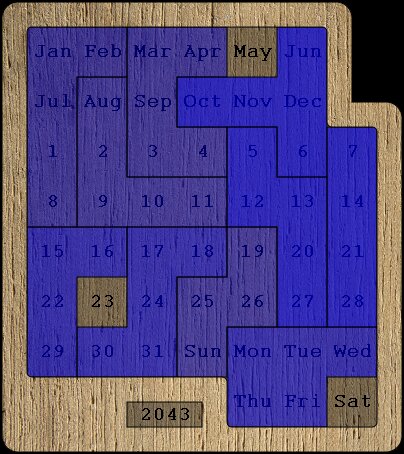 Jan Feb Mar Apr May Jun
Jul Aug Sep Oct Nov Dec
1 2 3 4 5 6 7
8 9 10 11 12 13 14
15 16 17 18 19 20 21
22 23 24 25 26 27 28
29 30 31 Sun Mon Tue Wed
Thu Fri Sat
2043